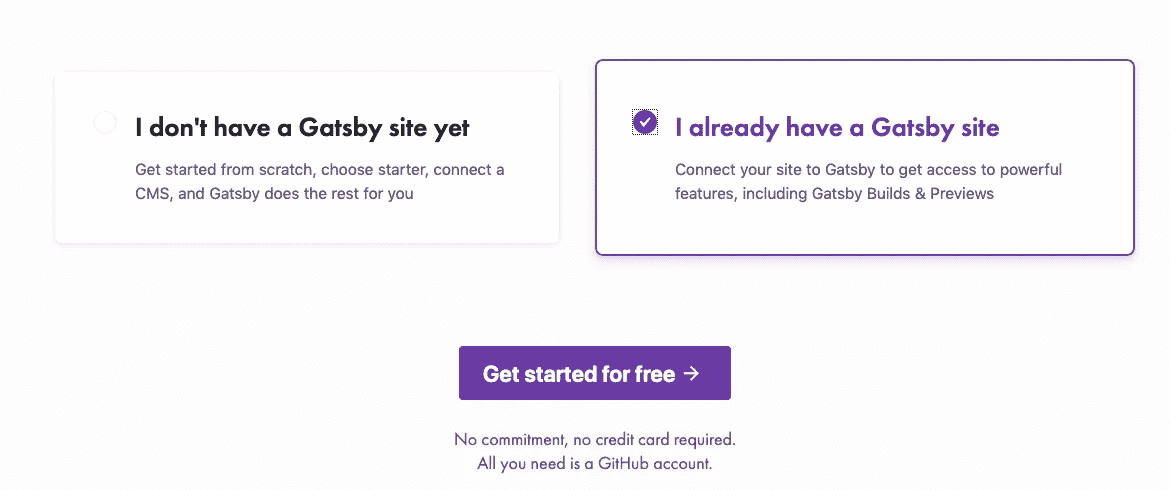 I don't have a Gatsby site yet
Get started from scratch, choose starter, connect a
CMS, and Gatsby does the rest for you
I already have a Gatsby site
Connect your site to Gatsby to get access to powerful
features, including Gatsby Builds & Previews
Get started for free →
No commitment, no credit card required.
All you need is a GitHub account.